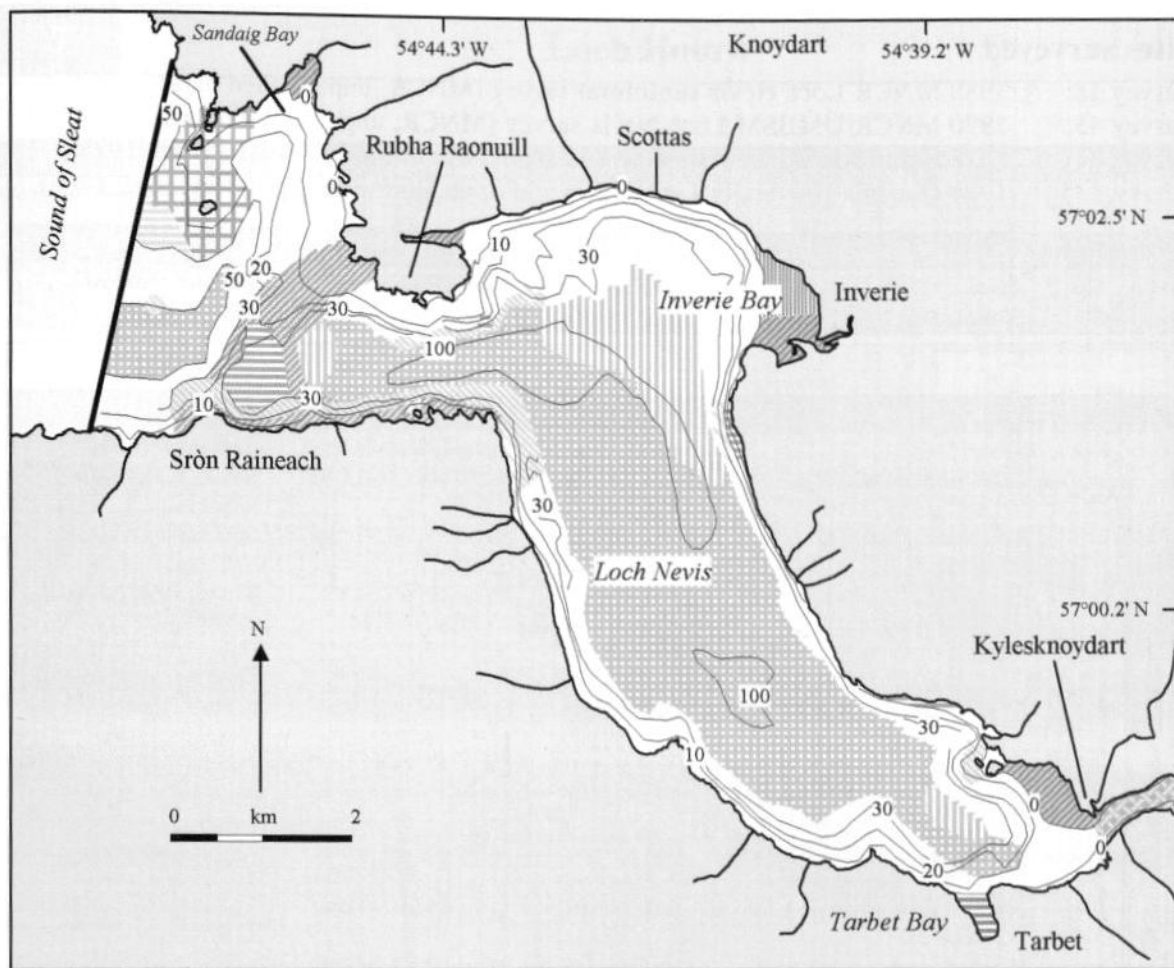 Sandaig Bay
54°44.3' W
Knoydart
54°39.2' W
50
0
Sound of Sleat
Rubha Raonuill
Scottas
0
0
57°02.5' N
10
30
50
20
Inverie Bay
Inverie
30
30
100
10
30
Sròn Raineach
30
Loch Nevis
57°00.2' N
N
Kylesknoydart
100
30
10
0
0 km 2
30
0
20
Tarbet Bay
Tarbet